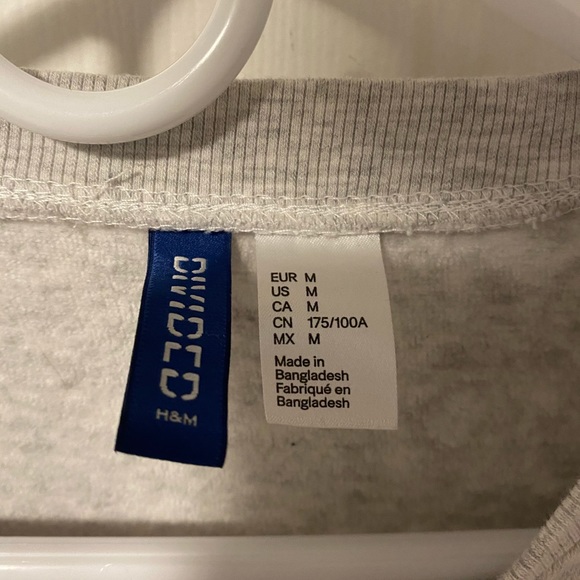 DIVIDED
H&M
EUR M
US M
CA M
CN 175/100A
MX M
Made in
Bangladesh
Fabriqué en
Bangladesh